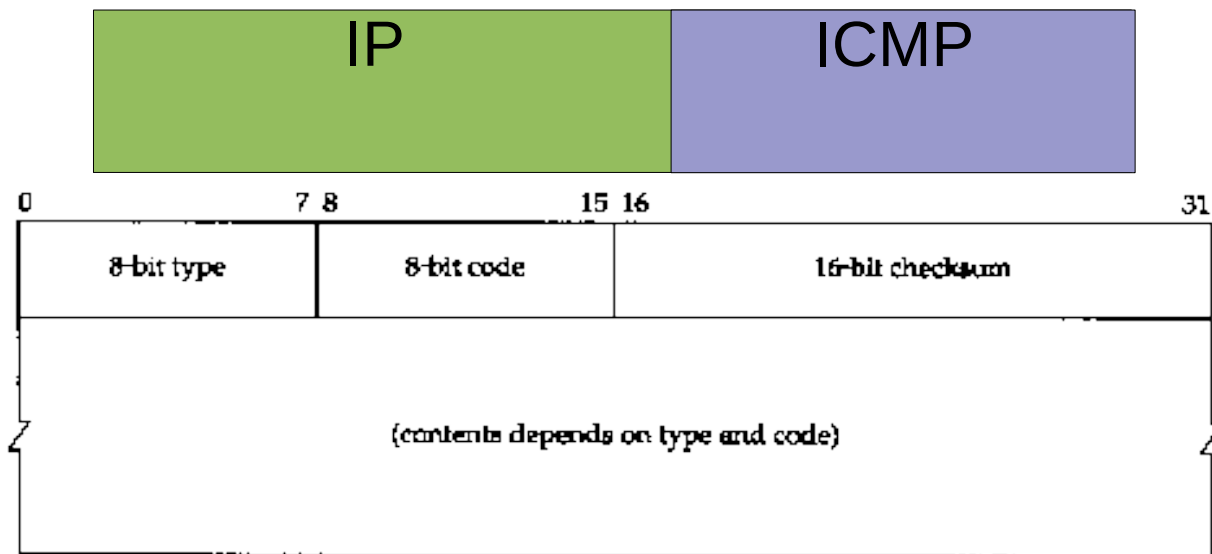 IP ICMP
0 7 8 15 16 31
8-bit type 8-bit code 16-bit checksum
(contents depends on type and code)